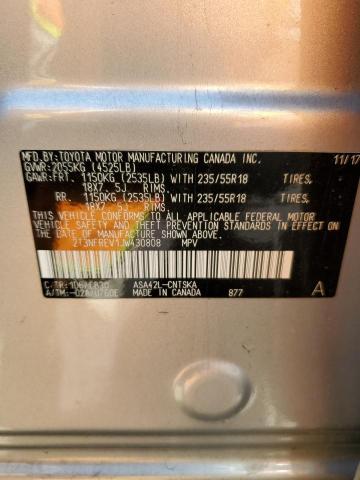 MFD.BY:TOYOTA MOTOR MANUFACTURING CANADA INC. 11/17
GVWR:2055KG (4525LB)
GAWR:FRT. 1150KG (2535LB) WITH 235/55R18 TIRES,
18X7. 5J RIMS.
RR. 1150KG (2535LB) WITH 235/55R18 TIRES,
18X7. 5J RIMS.
THIS VEHICLE CONFORMS TO ALL APPLICABLE FEDERAL MOTOR
VEHICLE SAFETY AND THEFT PREVENTION STANDARDS IN EFFECT
ON THE DATE OF MANUFACTURE SHOWN ABOVE.
2T3NFREV1JW430808 MPV
C/TR: ASA42L-CNTSKA A
A/TM: MADE IN CANADA 877